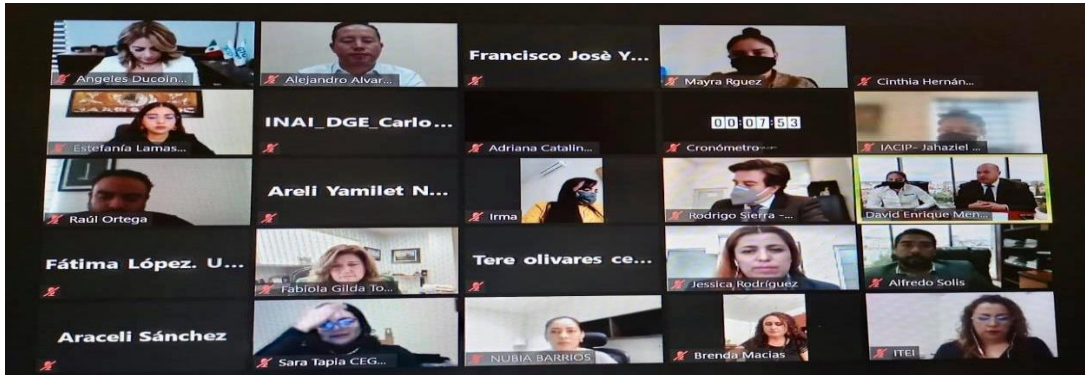 Angeles Ducoin...
Alejandro Alvar...
Francisco Josè Y...
Mayra Rguez
Cinthia Hernán...
Estefanía Lamas...
INAI_DGE_Carlo...
Adriana Catalin...
00:07:53
Cronómetro
IACIP- Jahaziel ...
Raúl Ortega
Areli Yamilet N...
Irma
Rodrigo Sierra -...
David Enrique Men...
Fátima López. U...
Fabiola Gilda To...
Tere olivares ce...
Jessica Rodríguez
Alfredo Solis
Araceli Sánchez
Sara Tapia CEG...
NUBIA BARRIOS
Brenda Macias
ITEI